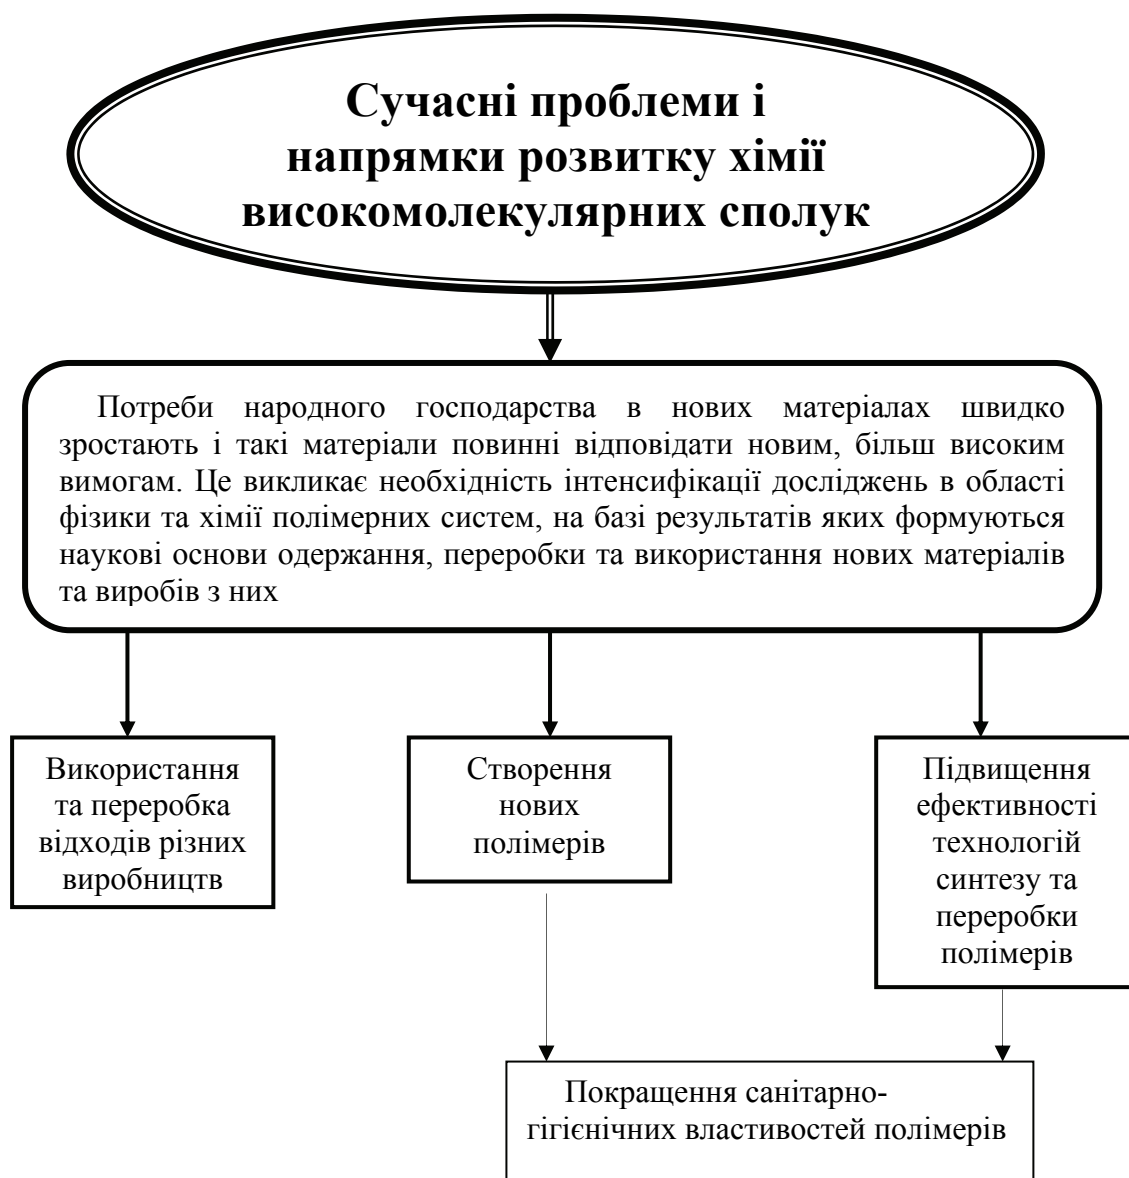 Сучасні проблеми і
напрямки розвитку хімії
високомолекулярних сполук
Потреби народного господарства в нових матеріалах швидко
зростають і такі матеріали повинні відповідати новим, більш високим
вимогам. Це викликає необхідність інтенсифікації досліджень в області
фізики та хімії полімерних систем, на базі результатів яких формуються
наукові основи одержання, переробки та використання нових матеріалів
та виробів з них
Використання
та переробка
відходів різних
виробництв
Створення
нових
полімерів
Підвищення
ефективності
технологій
синтезу та
переробки
полімерів
Покращення санітарно-
гігієнічних властивостей полімерів